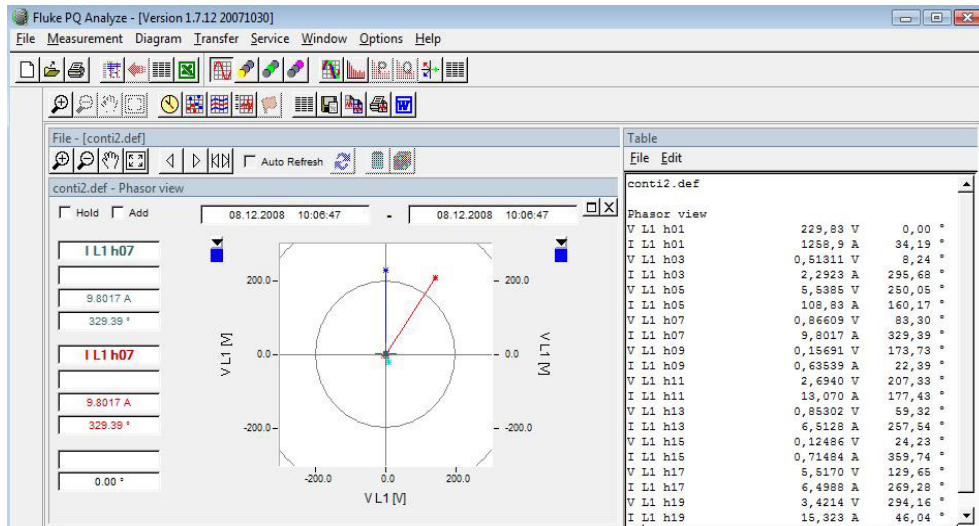 Fluke PQ Analyze - [Version 1.7.12 20071030]
File Measurement Diagram Transfer Service Window Options Help
File - [conti2.def]
Auto Refresh
conti2.def - Phasor view
Hold Add
08.12.2008 10:06:47 - 08.12.2008 10:06:47
I L1 h07
9.8017 A
329.39 °
I L1 h07
9.8017 A
329.39 °
0.00 °
V L1 [V]
200.0
0.0
-200.0
200.0
0.0
-200.0
V L1 [V]
-200.0 0.0 200.0
V L1 [V]
Table
File Edit
conti2.def
Phasor view
V L1 h01 229,83 V 0,00 °
I L1 h01 1258,9 A 34,19 °
V L1 h03 0,51311 V 8,24 °
I L1 h03 2,2923 A 295,68 °
V L1 h05 5,5385 V 250,05 °
I L1 h05 108,83 A 160,17 °
V L1 h07 0,86609 V 83,30 °
I L1 h07 9,8017 A 329,39 °
V L1 h09 0,15691 V 173,73 °
I L1 h09 0,63539 A 22,39 °
V L1 h11 2,6940 V 207,33 °
I L1 h11 13,070 A 177,43 °
V L1 h13 0,85302 V 59,32 °
I L1 h13 6,5128 A 257,54 °
V L1 h15 0,12486 V 24,23 °
I L1 h15 0,71484 A 359,74 °
V L1 h17 5,5170 V 129,65 °
I L1 h17 6,4988 A 269,28 °
V L1 h19 3,4214 V 294,16 °
I L1 h19 15,323 A 46,04 °